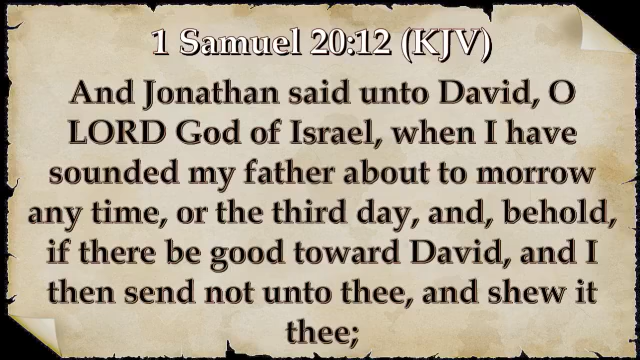 1 Samuel 20:12 (KJV)
And Jonathan said unto David, O
LORD God of Israel, when I have
sounded my father about to morrow
any time, or the third day, and, behold,
if there be good toward David, and I
then send not unto thee, and shew it
thee;